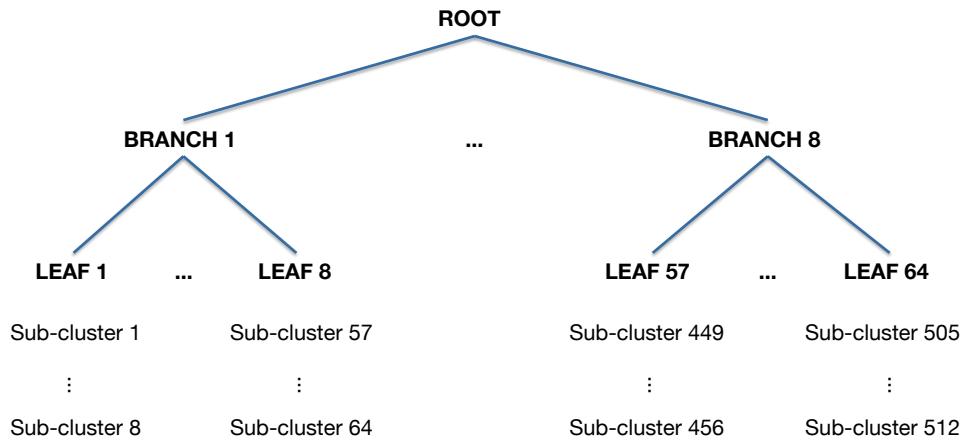 ROOT
BRANCH 1 ... BRANCH 8
LEAF 1 ... LEAF 8 LEAF 57 ... LEAF 64
Sub-cluster 1 Sub-cluster 57 Sub-cluster 449 Sub-cluster 505
⋮ ⋮ ⋮ ⋮
Sub-cluster 8 Sub-cluster 64 Sub-cluster 456 Sub-cluster 512